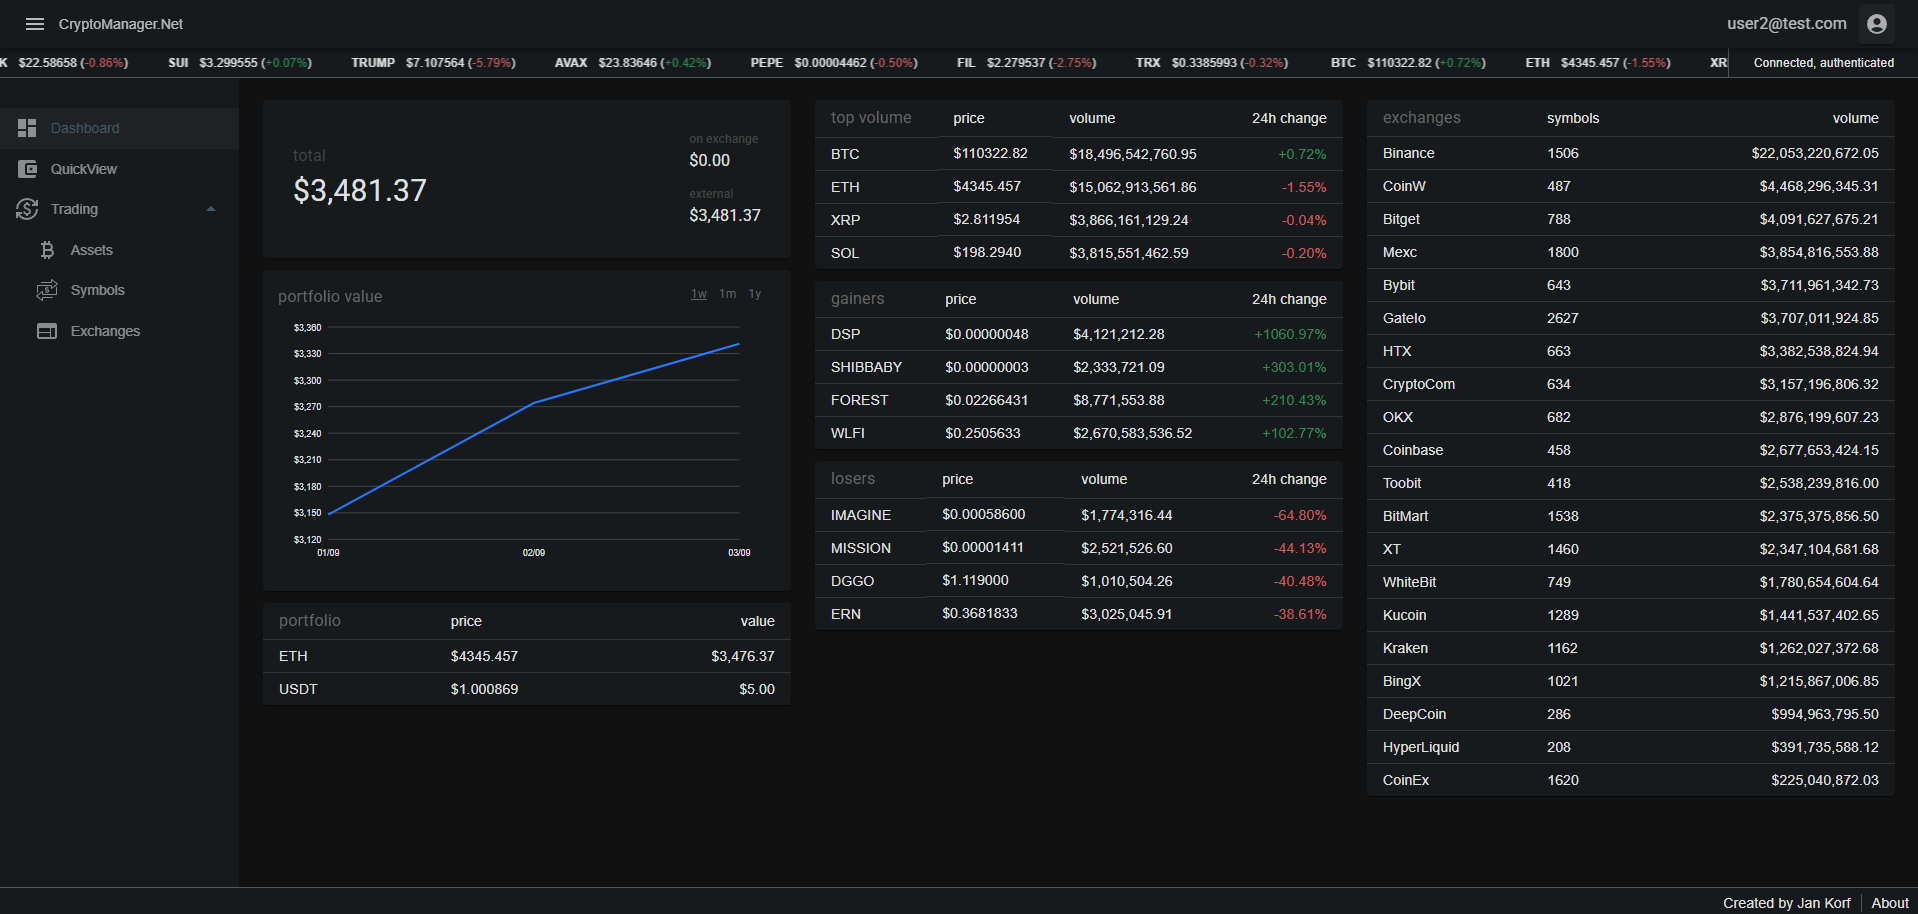 CryptoManager.Net
user2@test.com
K $22.58658 (-0.86%) SUI $3.299555 (+0.07%) TRUMP $7.107564 (-5.79%) AVAX $23.83646 (+0.42%) PEPE $0.00004462 (-0.50%) FIL $2.279537 (-2.75%) TRX $0.3385993 (-0.32%) BTC $110322.82 (+0.72%) ETH $4345.457 (-1.55%) XR
Connected, authenticated
Dashboard
QuickView
Trading
Assets
Symbols
Exchanges
total
$3,481.37
on exchange
$0.00
external
$3,481.37
portfolio value
1w 1m 1y
$3,360
$3,330
$3,300
$3,270
$3,240
$3,210
$3,180
$3,150
$3,120
01/09 02/09 03/09
portfolio price value
ETH $4345.457 $3,476.37
USDT $1.000869 $5.00
top volume price volume 24h change
BTC $110322.82 $18,496,542,760.95 +0.72%
ETH $4345.457 $15,062,913,561.86 -1.55%
XRP $2.811954 $3,866,161,129.24 -0.04%
SOL $198.2940 $3,815,551,462.59 -0.20%
gainers price volume 24h change
DSP $0.00000048 $4,121,212.28 +1060.97%
SHIBBABY $0.00000003 $2,333,721.09 +303.01%
FOREST $0.02266431 $8,771,553.88 +210.43%
WLFI $0.2505633 $2,670,583,536.52 +102.77%
losers price volume 24h change
IMAGINE $0.00058600 $1,774,316.44 -64.80%
MISSION $0.00001411 $2,521,526.60 -44.13%
DGGO $1.119000 $1,010,504.26 -40.48%
ERN $0.3681833 $3,025,045.91 -38.61%
exchanges symbols volume
Binance 1506 $22,053,220,672.05
CoinW 487 $4,468,296,345.31
Bitget 788 $4,091,627,675.21
Mexc 1800 $3,854,816,553.88
Bybit 643 $3,711,961,342.73
GateIo 2627 $3,707,011,924.85
HTX 663 $3,382,538,824.94
CryptoCom 634 $3,157,196,806.32
OKX 682 $2,876,199,607.23
Coinbase 458 $2,677,653,424.15
Toobit 418 $2,538,239,816.00
BitMart 1538 $2,375,375,856.50
XT 1460 $2,347,104,681.68
WhiteBit 749 $1,780,654,604.64
Kucoin 1289 $1,441,537,402.65
Kraken 1162 $1,262,027,372.68
BingX 1021 $1,215,867,006.85
DeepCoin 286 $994,963,795.50
HyperLiquid 208 $391,735,588.12
CoinEx 1620 $225,040,872.03
Created by Jan Korf
About